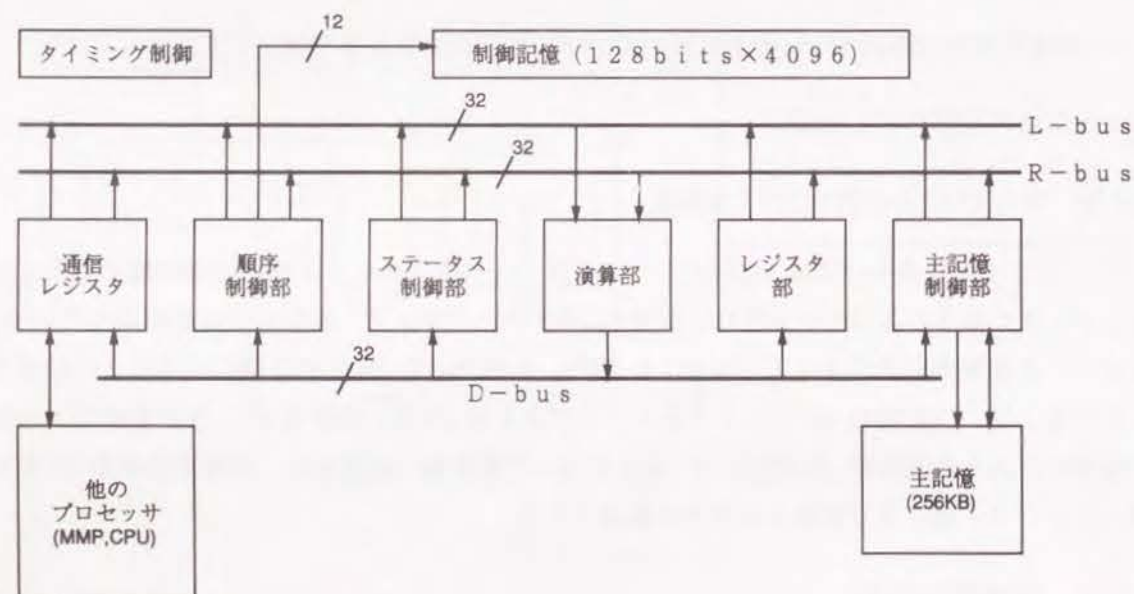 12
タイミング制御
制御記憶 (128bits×4096)
32
L-bus
32
R-bus
通信
レジスタ
順序
制御部
ステータス
制御部
演算部
レジスタ
部
主記憶
制御部
32
D-bus
他の
プロセッサ
(MMP,CPU)
主記憶
(256KB)